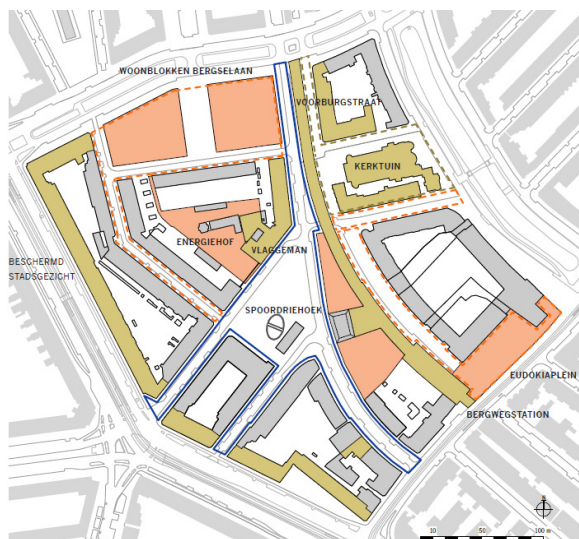 WOONBLOKKEN BERGSELAAN
VOORBURGSTRAAT
KERKTUIN
ENERGIEHOF
VLAGGEMAN
BESCHERMD
STADSGEZICHT
SPOORDRIEHOEK
EUDOKIAPLEIN
BERGWEGSTATION
N
10 50 100 m